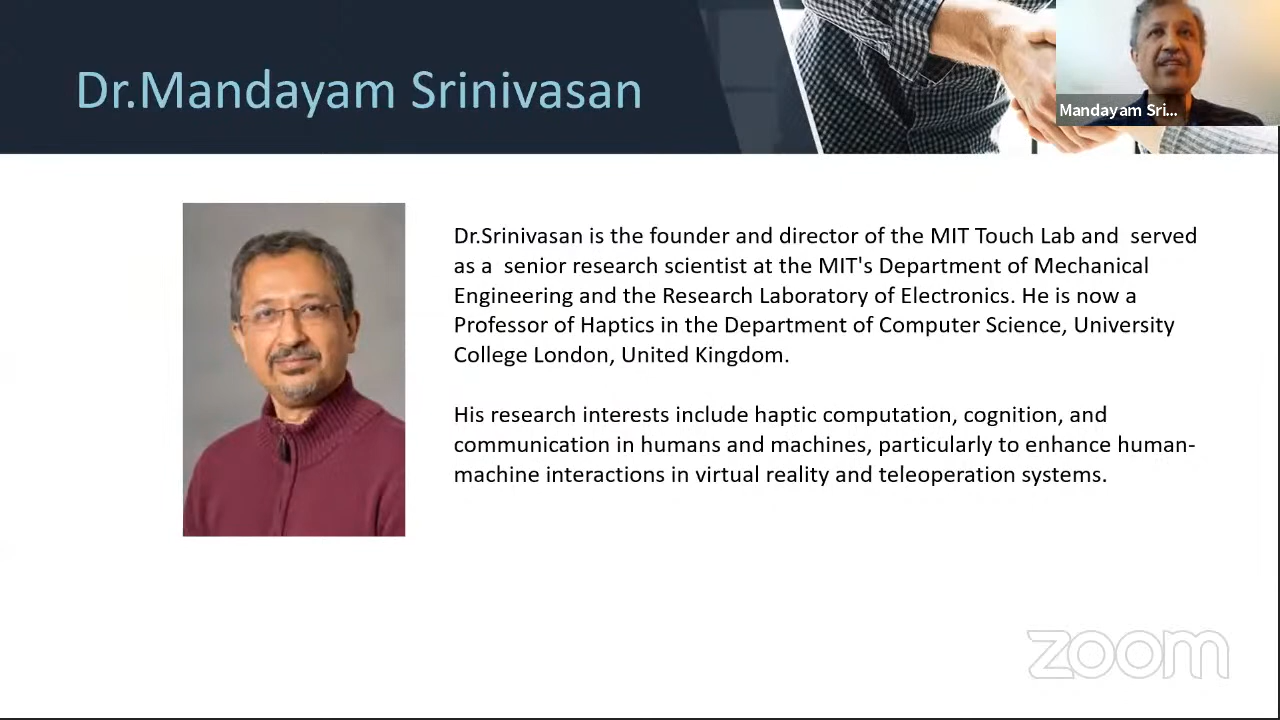 Dr.Mandayam Srinivasan
Mandayam Sri...
Dr.Srinivasan is the founder and director of the MIT Touch Lab and  served
as a  senior research scientist at the MIT's Department of Mechanical
Engineering and the Research Laboratory of Electronics. He is now a
Professor of Haptics in the Department of Computer Science, University
College London, United Kingdom.
His research interests include haptic computation, cognition, and
communication in humans and machines, particularly to enhance human-
machine interactions in virtual reality and teleoperation systems.
zoom